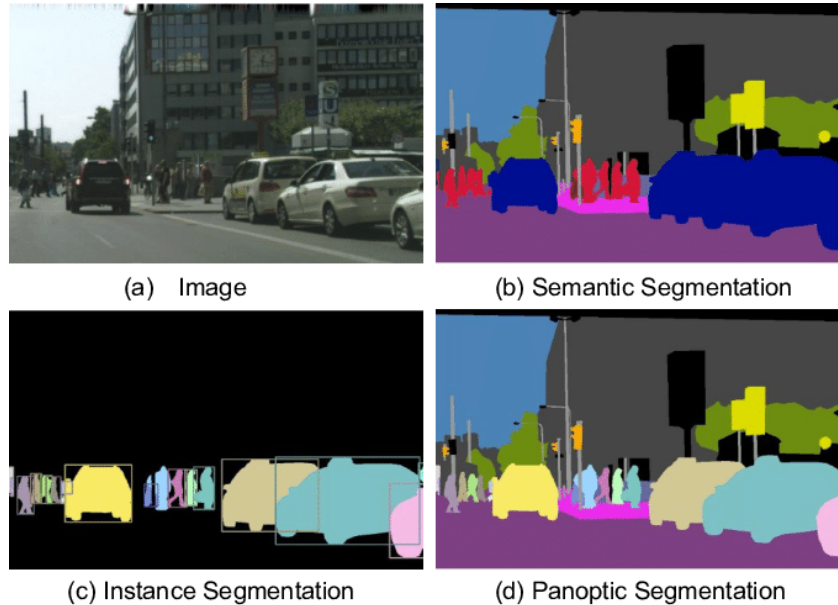 S
U
(a) Image
(b) Semantic Segmentation
(c) Instance Segmentation
(d) Panoptic Segmentation